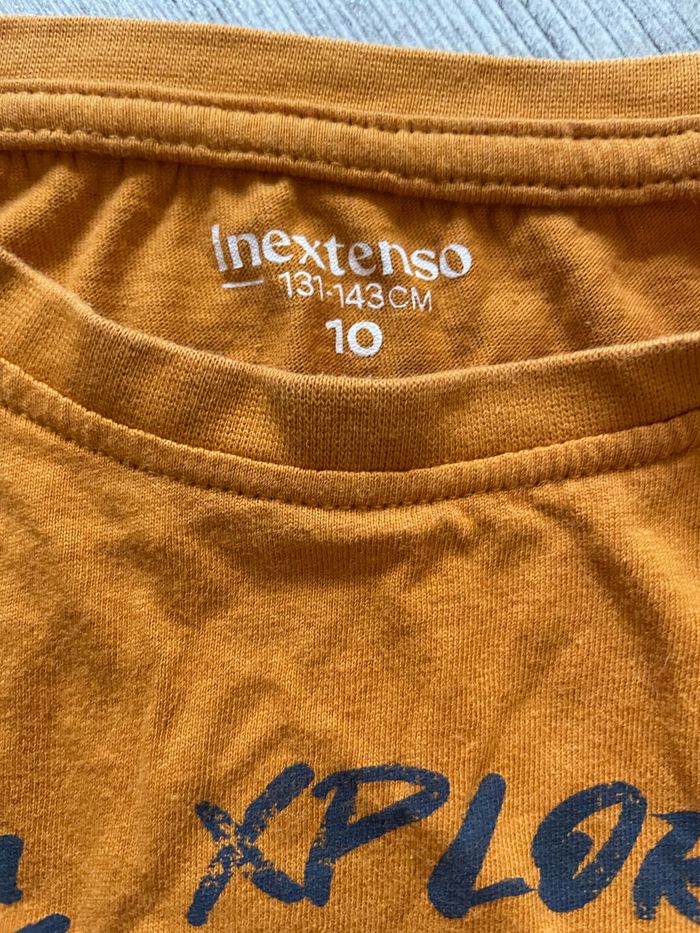 Inextenso
131-143CM
10
XPLOR